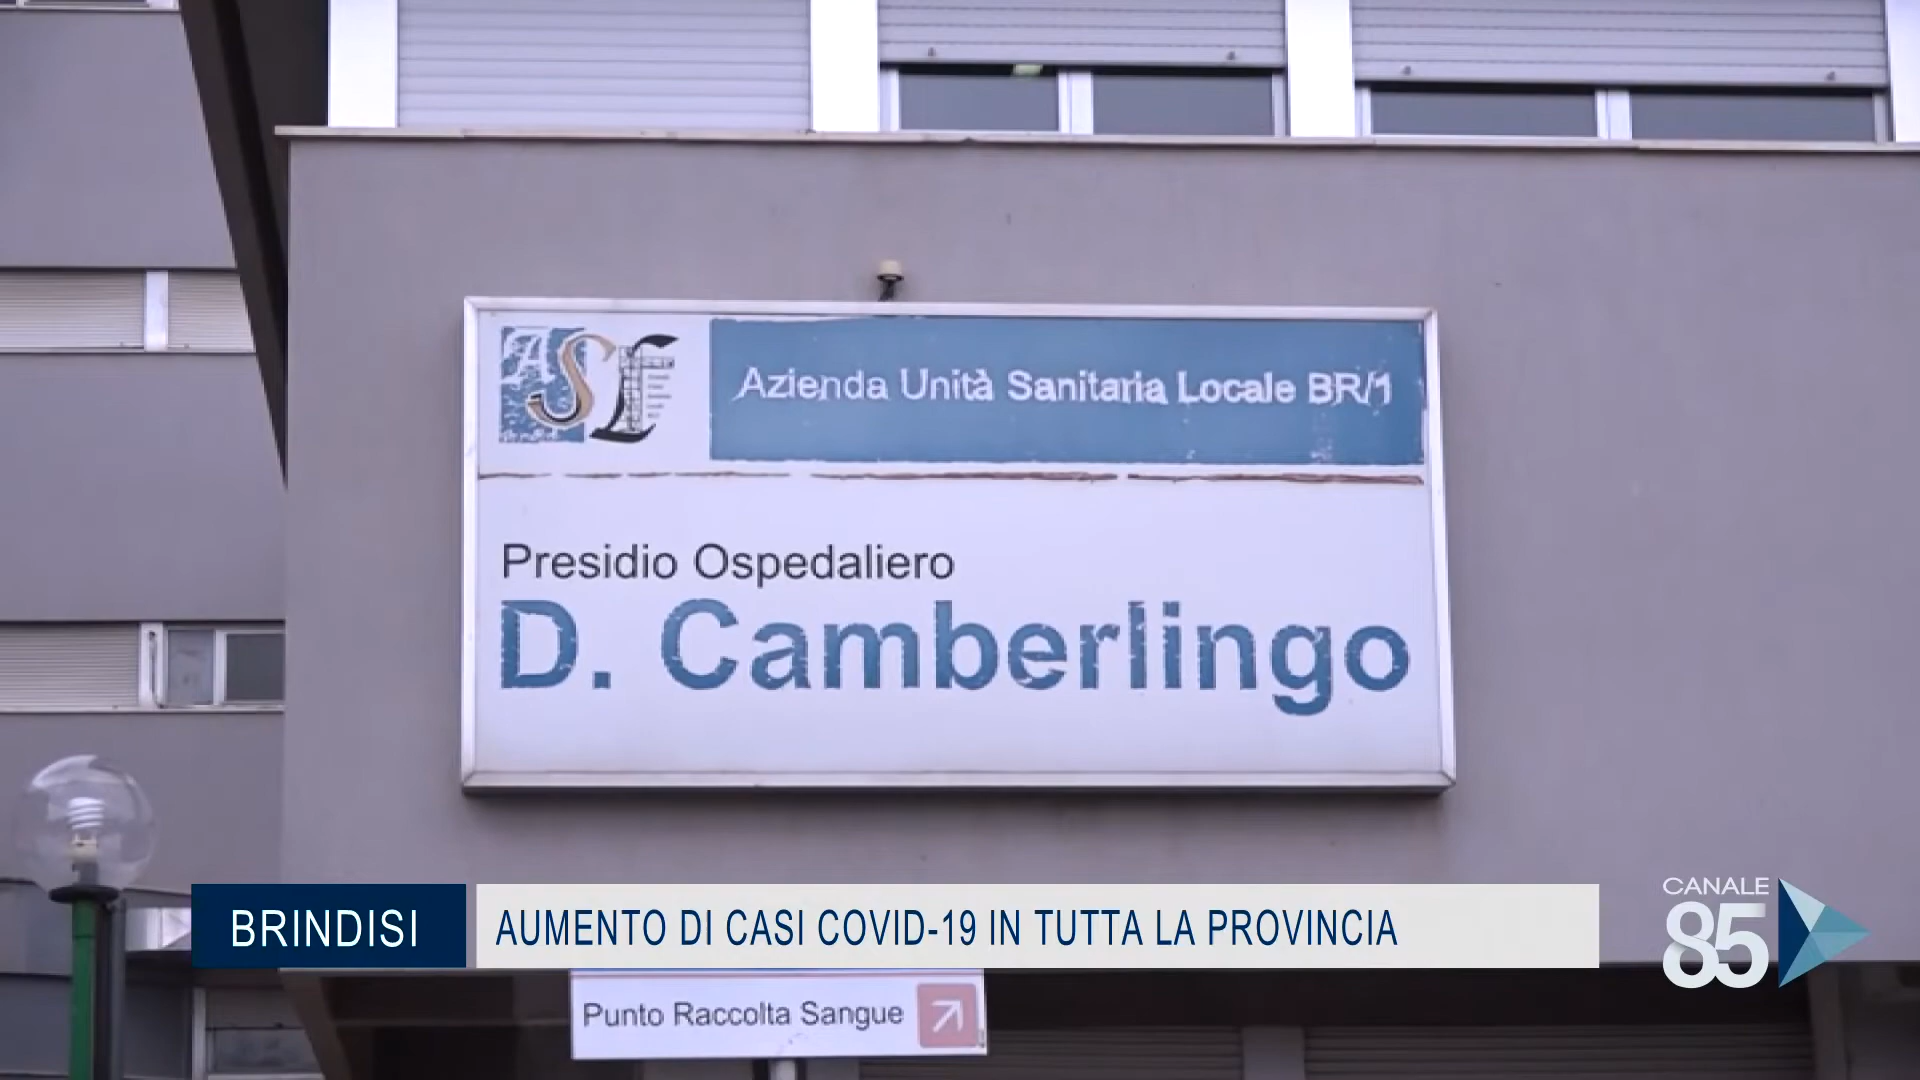 ASL
Azienda Unità Sanitaria Locale BR/1
Presidio Ospedaliero
D. Camberlingo
BRINDISI
AUMENTO DI CASI COVID-19 IN TUTTA LA PROVINCIA
CANALE
85
Punto Raccolta Sangue